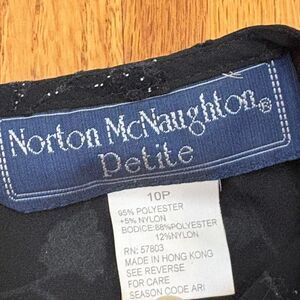 Norton McNaughton®
Petite
10P
95% POLYESTER
+5% NYLON
BODICE:88%POLYESTER
12%NYLON
RN: 57803
MADE IN HONG KONG
SEE REVERSE
FOR CARE
SEASON CODE ARI